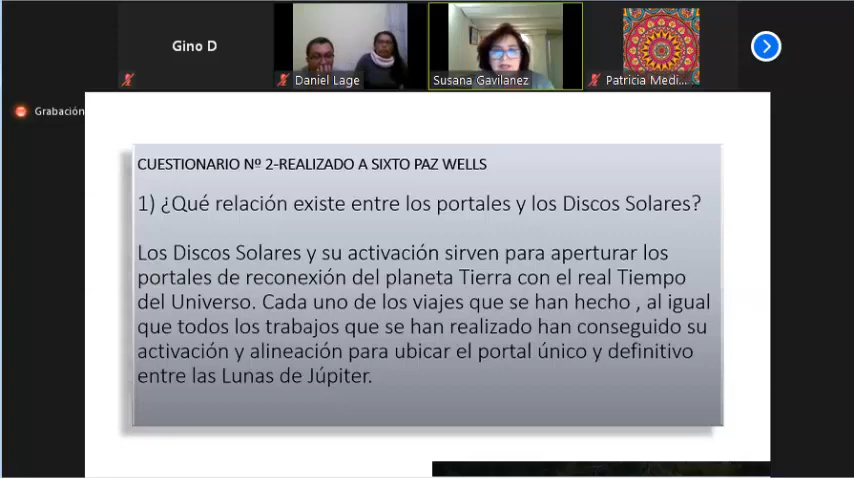 Gino D
Daniel Lage
Susana Gavilanez
Patricia Medi...
Grabación
CUESTIONARIO Nº 2-REALIZADO A SIXTO PAZ WELLS
1) ¿Qué relación existe entre los portales y los Discos Solares?
Los Discos Solares y su activación sirven para aperturar los
portales de reconexión del planeta Tierra con el real Tiempo
del Universo. Cada uno de los viajes que se han hecho , al igual
que todos los trabajos que se han realizado han conseguido su
activación y alineación para ubicar el portal único y definitivo
entre las Lunas de Júpiter.